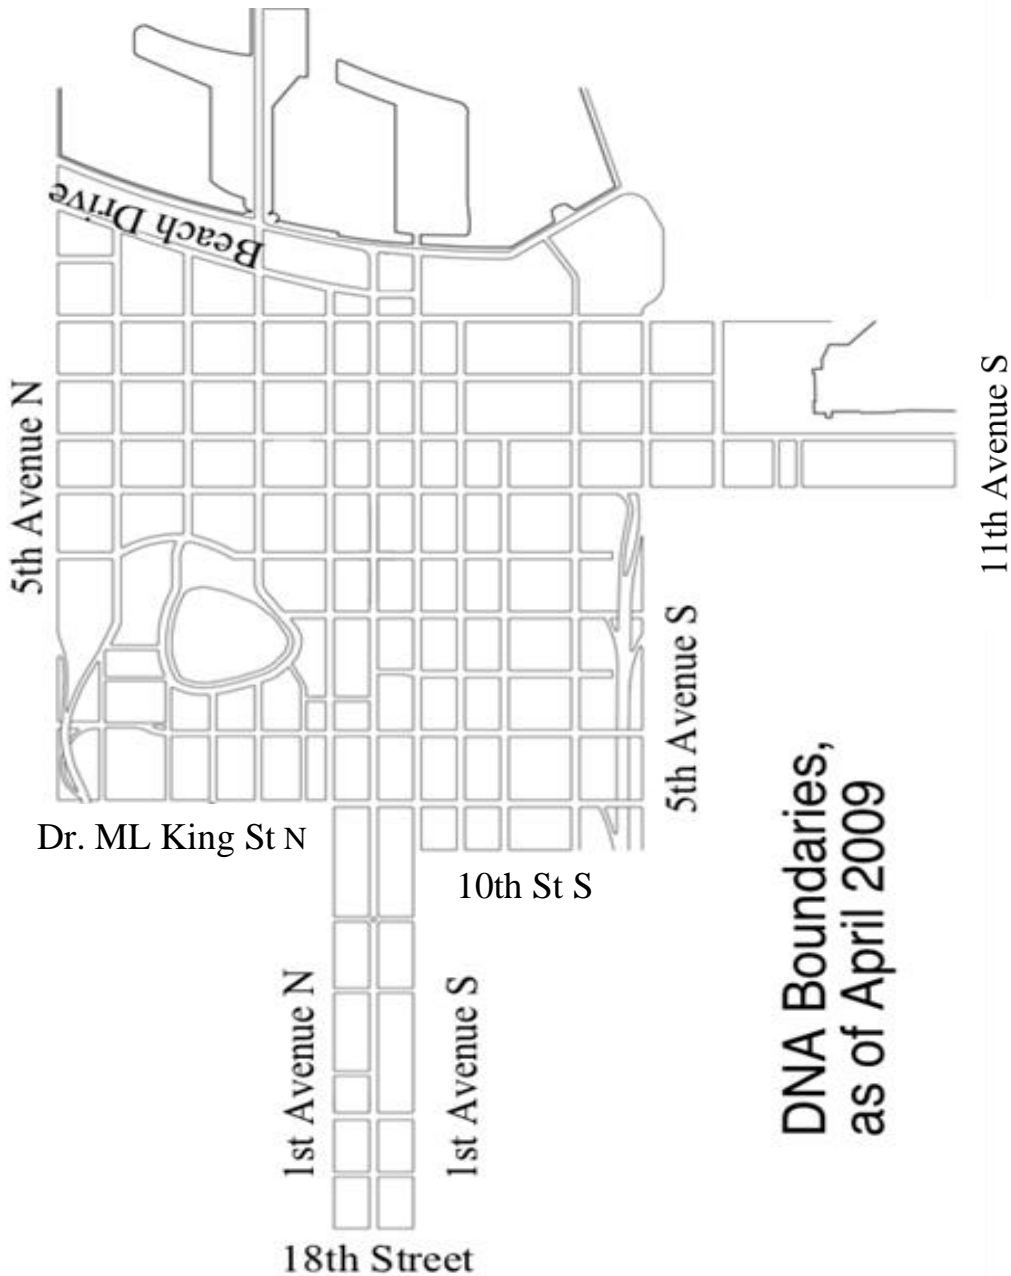 Beach Drive
5th Avenue N
11th Avenue S
5th Avenue S
Dr. ML King St N
10th St S
1st Avenue N
1st Avenue S
18th Street
DNA Boundaries,
as of April 2009